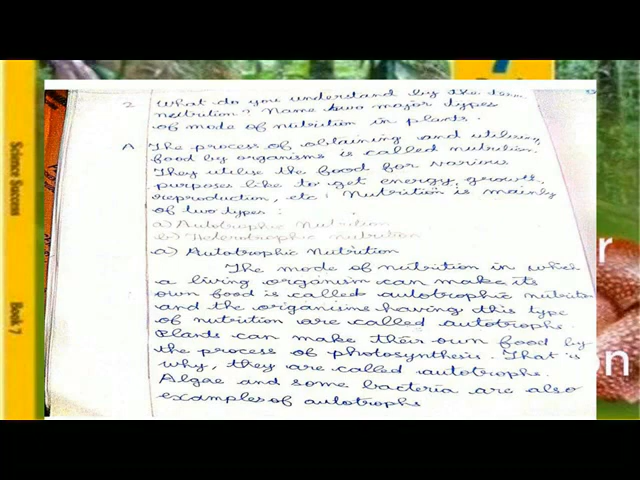 2 What do you understand by the term
nutrition? Name two major types
of mode of nutrition in plants.
A The process of obtaining and utilising
food by organisms is called nutrition.
They utilise the food for various
purposes like to get energy, growth,
reproduction, etc. Nutrition is mainly
of two types:
a) Autotrophic Nutrition
b) Heterotrophic nutrition
a) Autotrophic Nutrition
The mode of nutrition in which
a living organism can make its
own food is called autotrophic nutrition
and the organisms having this type
of nutrition are called autotrophs.
Plants can make their own food by
the process of photosynthesis. That is
why, they are called autotrophs.
Algae and some bacteria are also
examples of autotrophs
Science Success
Book 7
r
on